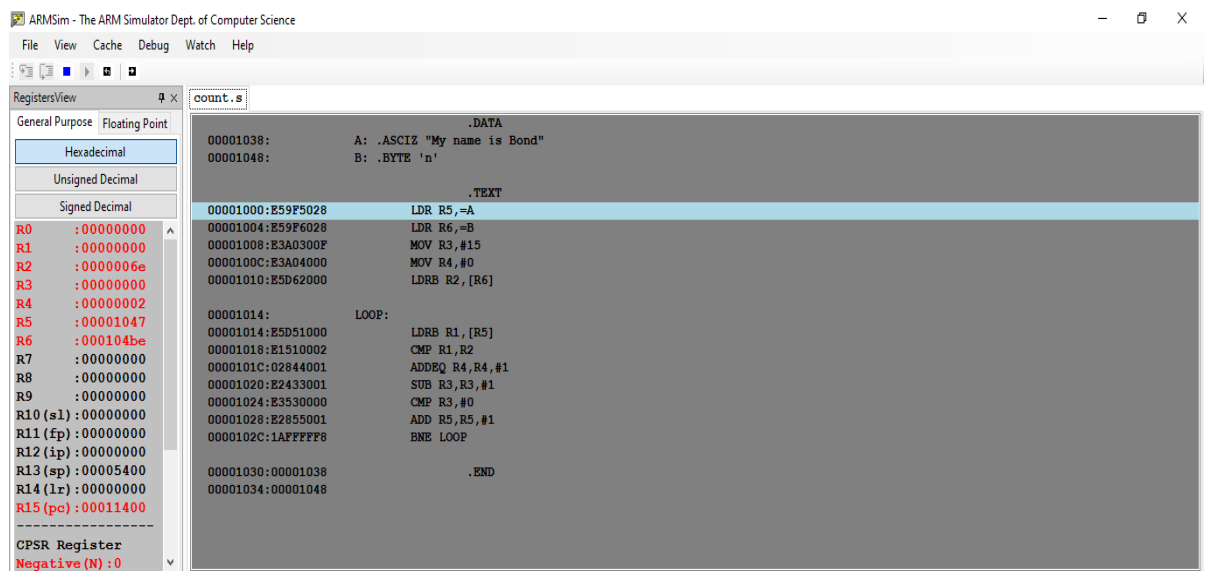 ARMSim - The ARM Simulator Dept. of Computer Science
File View Cache Debug Watch Help
RegistersView
General Purpose Floating Point
Hexadecimal
Unsigned Decimal
Signed Decimal
R0 :00000000
R1 :00000000
R2 :0000006e
R3 :00000000
R4 :00000002
R5 :00001047
R6 :000104be
R7 :00000000
R8 :00000000
R9 :00000000
R10(sl):00000000
R11(fp):00000000
R12(ip):00000000
R13(sp):00005400
R14(lr):00000000
R15(pc):00011400
------------------
CPSR Register
Negative(N):0
count.s
.DATA
00001038: A: .ASCIZ "My name is Bond"
00001048: B: .BYTE 'n'
.TEXT
00001000:E59F5028 LDR R5,=A
00001004:E59F6028 LDR R6,=B
00001008:E3A0300F MOV R3,#15
0000100C:E3A04000 MOV R4,#0
00001010:E5D62000 LDRB R2,[R6]
00001014: LOOP:
00001014:E5D51000 LDRB R1,[R5]
00001018:E1510002 CMP R1,R2
0000101C:02844001 ADDEQ R4,R4,#1
00001020:E2433001 SUB R3,R3,#1
00001024:E3530000 CMP R3,#0
00001028:E2855001 ADD R5,R5,#1
0000102C:1AFFFFF8 BNE LOOP
00001030:00001038 .END
00001034:00001048